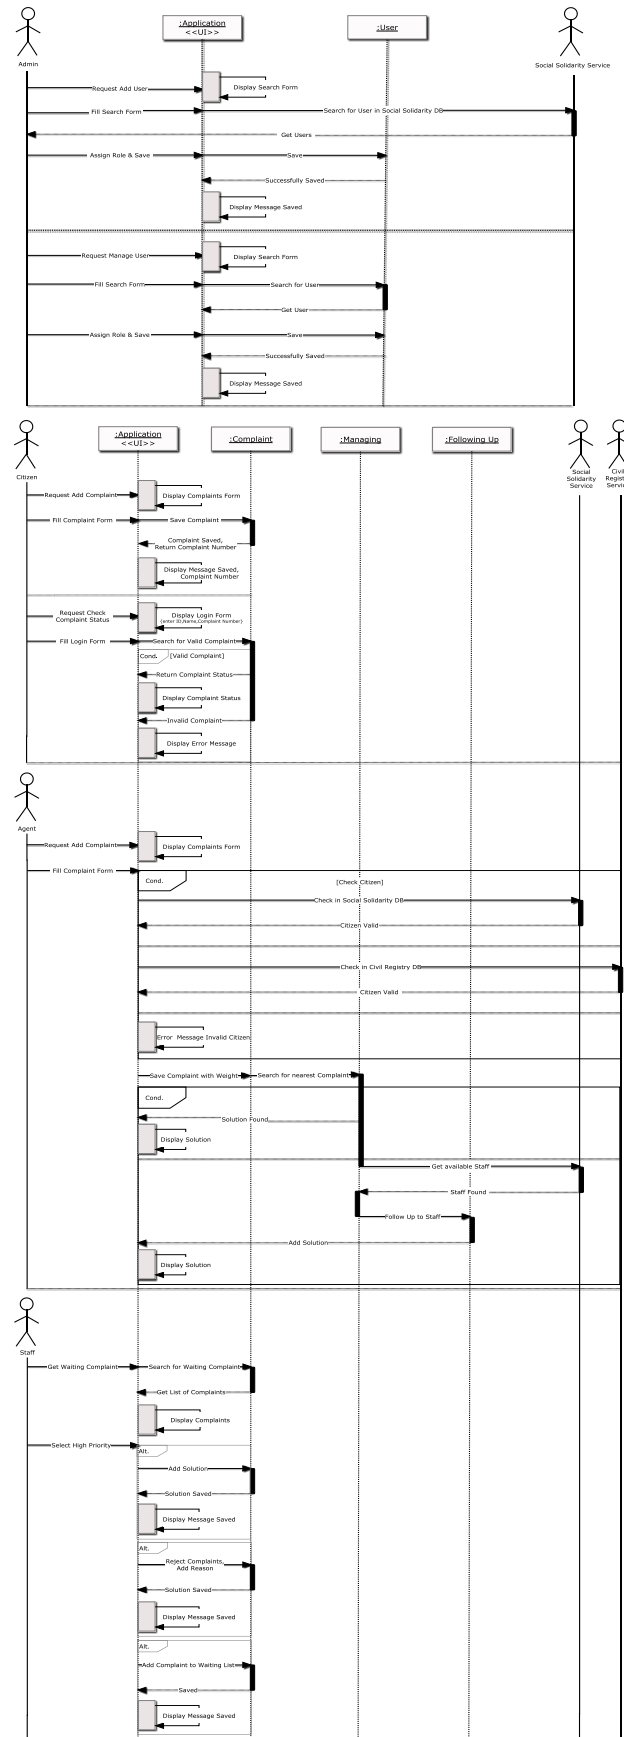 :Application
<<UI>>
:User
Admin
Social Solidarity Service
Request Add User
Display Search Form
Fill Search Form
Search for User in Social Solidarity DB
Get Users
Assign Role & Save
Save
Successfully Saved
Display Message Saved
Request Manage User
Display Search Form
Fill Search Form
Search for User
Get User
Assign Role & Save
Save
Successfully Saved
Display Message Saved
:Application
<<UI>>
:Complaint
:Managing
:Following Up
Citizen
Social
Solidarity
Service
Civil
Registr
Servic
Request Add Complaint
Display Complaints Form
Fill Complaint Form
Save Complaint
Complaint Saved,
Return Complaint Number
Display Message Saved,
Complaint Number
Request Check
Complaint Status
Display Login Form
(enter ID,Name,Complaint Number)
Fill Login Form
Search for Valid Complaint
Cond.
[Valid Complaint]
Return Complaint Status
Display Complaint Status
Invalid Complaint
Display Error Message
Agent
Request Add Complaint
Display Complaints Form
Fill Complaint Form
Cond.
[Check Citizen]
Check in Social Solidarity DB
Citizen Valid
Check in Civil Registry DB
Citizen Valid
Error Message Invalid Citizen
Save Complaint with Weight
Search for nearest Complaint
Cond.
Solution Found
Display Solution
Get available Staff
Staff Found
Follow Up to Staff
Add Solution
Display Solution
Staff
Get Waiting Complaint
Search for Waiting Complaint
Get List of Complaints
Display Complaints
Select High Priority
Alt.
Add Solution
Solution Saved
Display Message Saved
Alt.
Reject Complaints,
Add Reason
Solution Saved
Display Message Saved
Alt.
Add Complaint to Waiting List
Saved
Display Message Saved